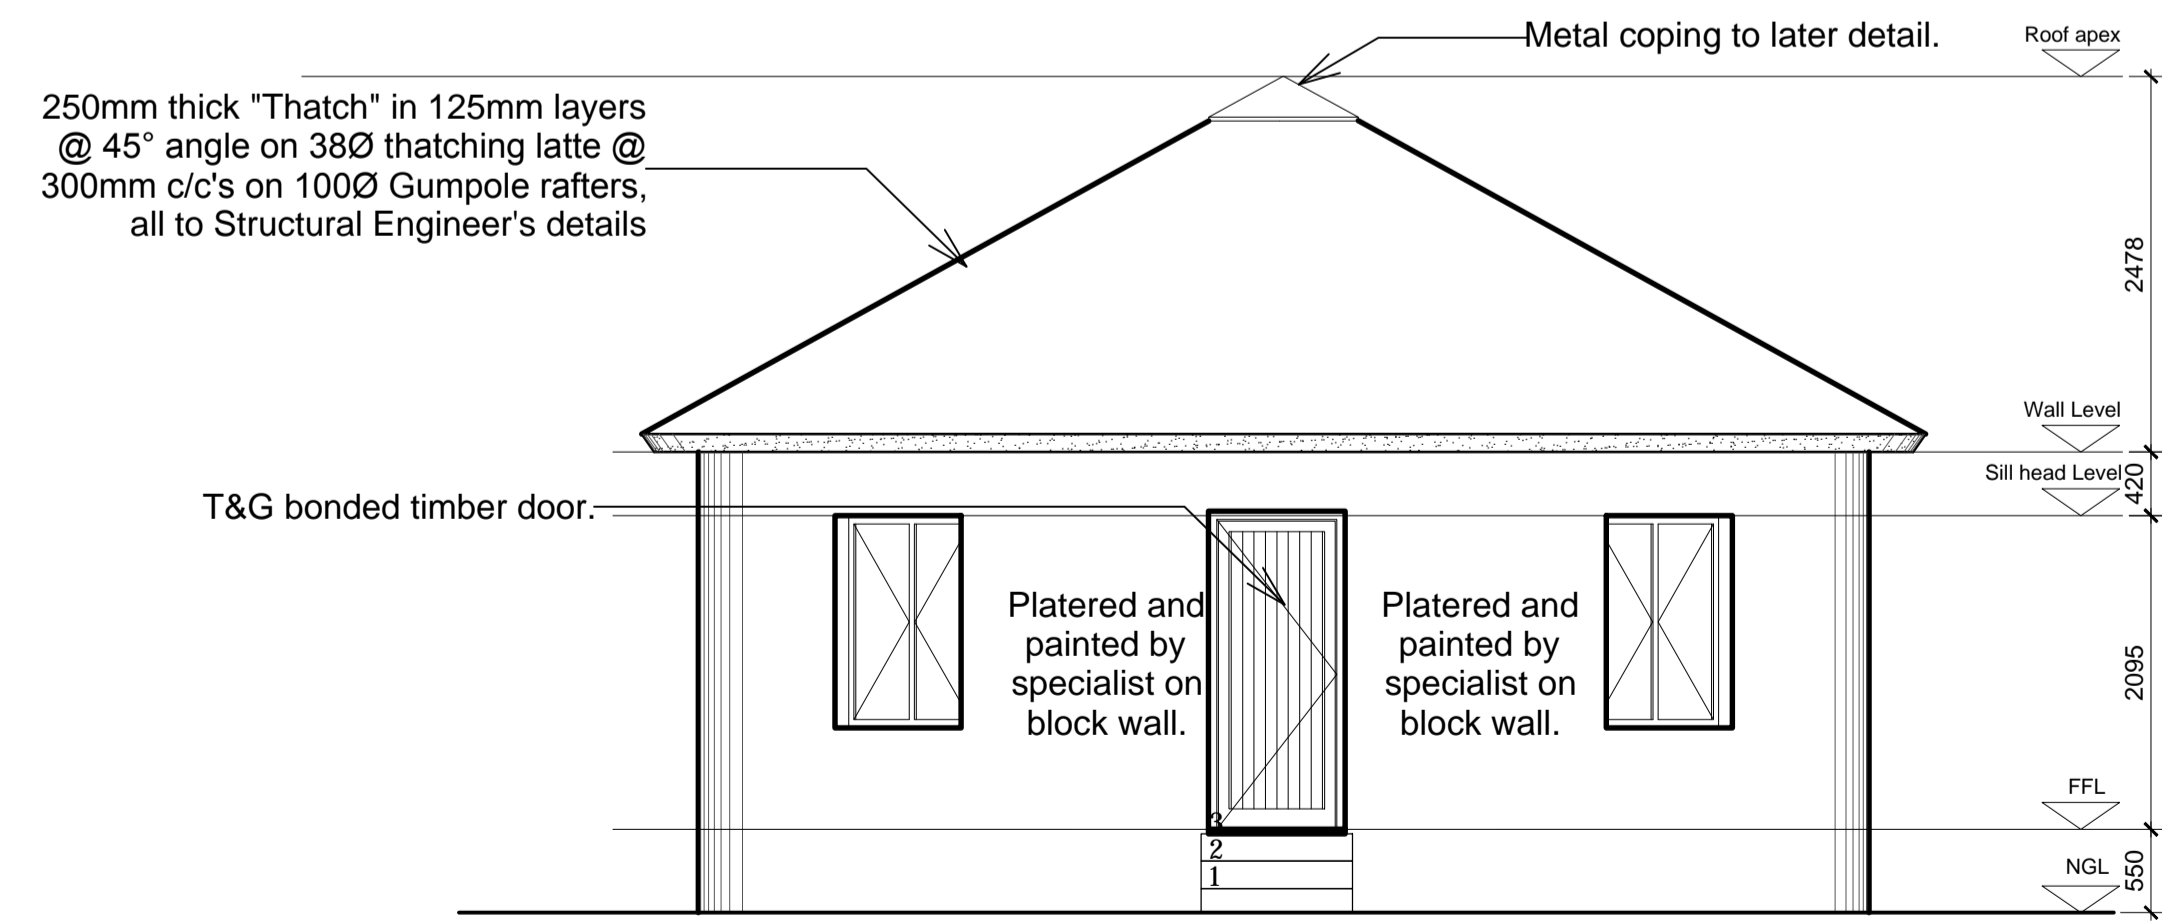 Metal coping to later detail.
Roof apex
250mm thick "Thatch" in 125mm layers
@ 45° angle on 38Ø thatching latte @
300mm c/c's on 100Ø Gumpole rafters,
all to Structural Engineer's details
2478
Wall Level
Sill head Level
420
T&G bonded timber door.
Platered and
painted by
specialist on
block wall.
Platered and
painted by
specialist on
block wall.
2095
FFL
3
2
1
NGL
550